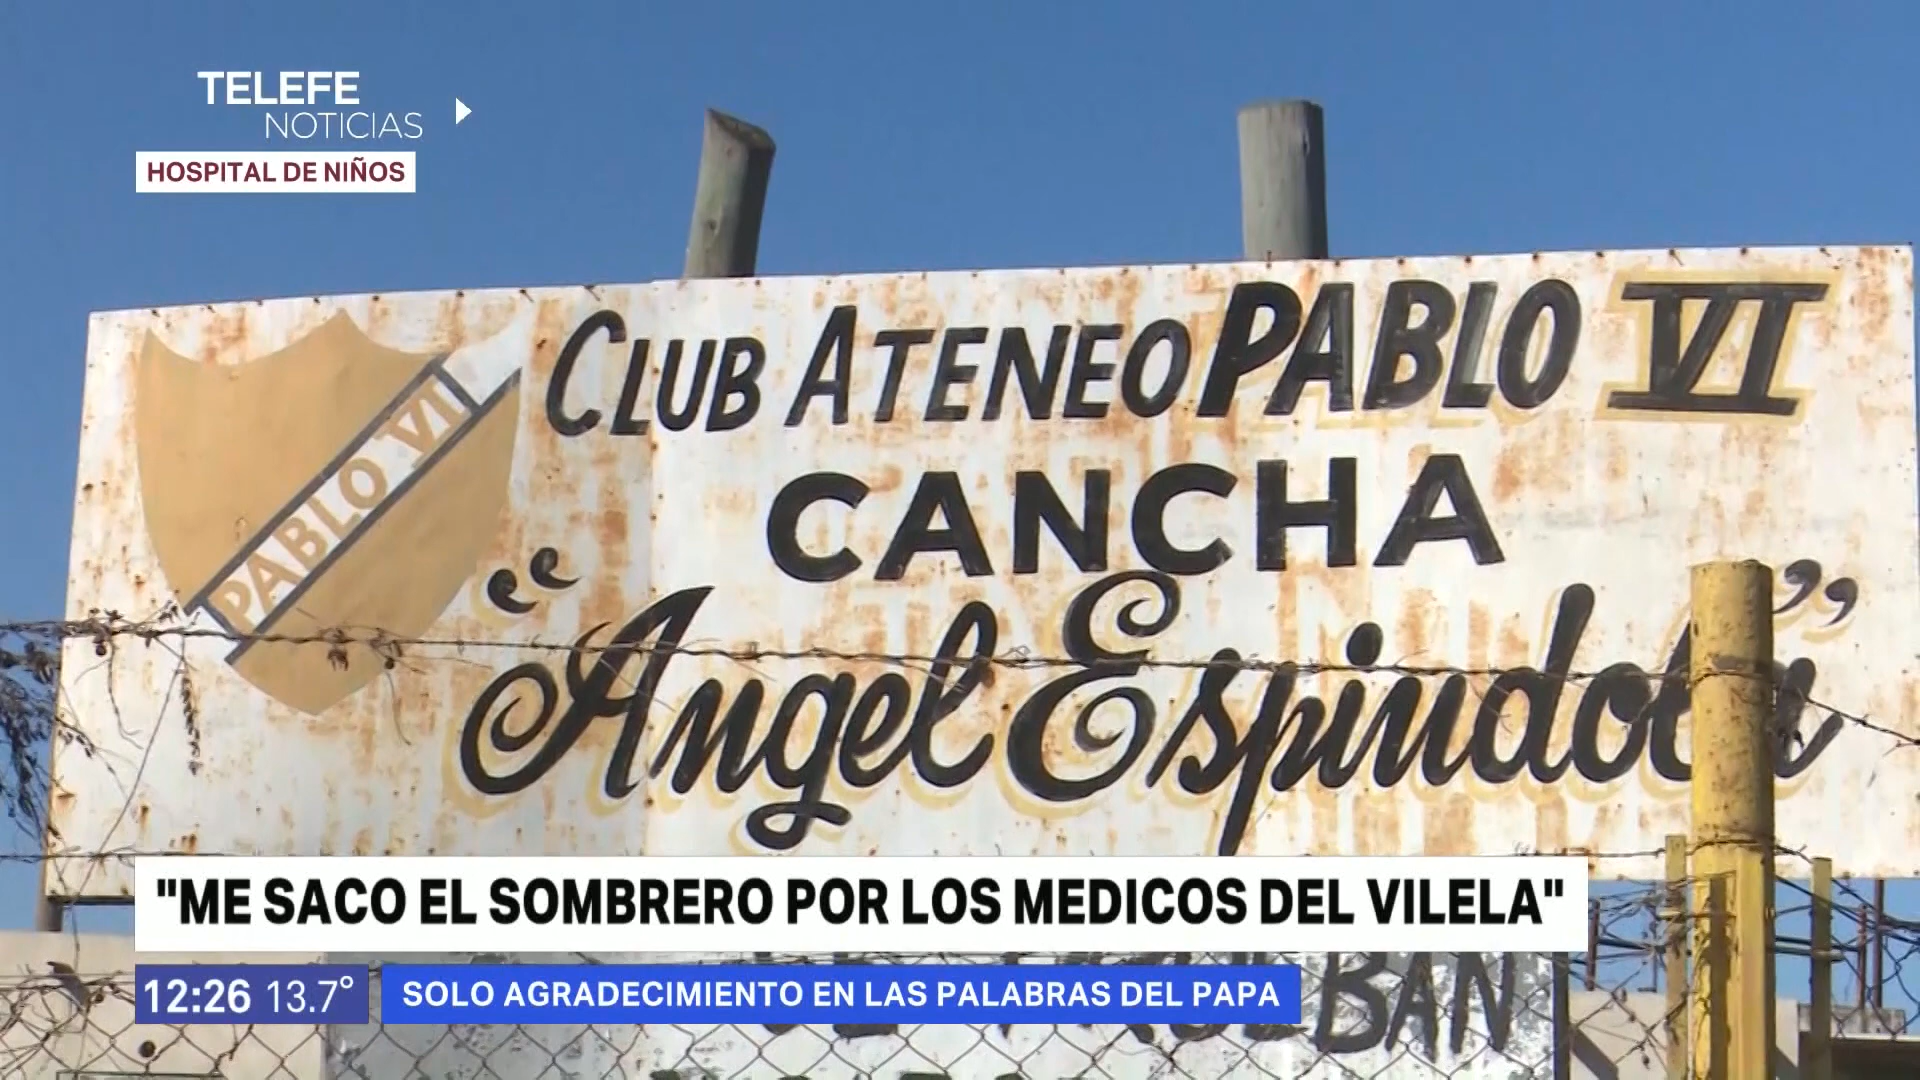 TELEFE
NOTICIAS
HOSPITAL DE NIÑOS
CLUB ATENEO PABLO VI
CANCHA
"Angel Espindola"
PABLO VI
"ME SACO EL SOMBRERO POR LOS MEDICOS DEL VILELA"
12:26 13.7° SOLO AGRADECIMIENTO EN LAS PALABRAS DEL PAPA